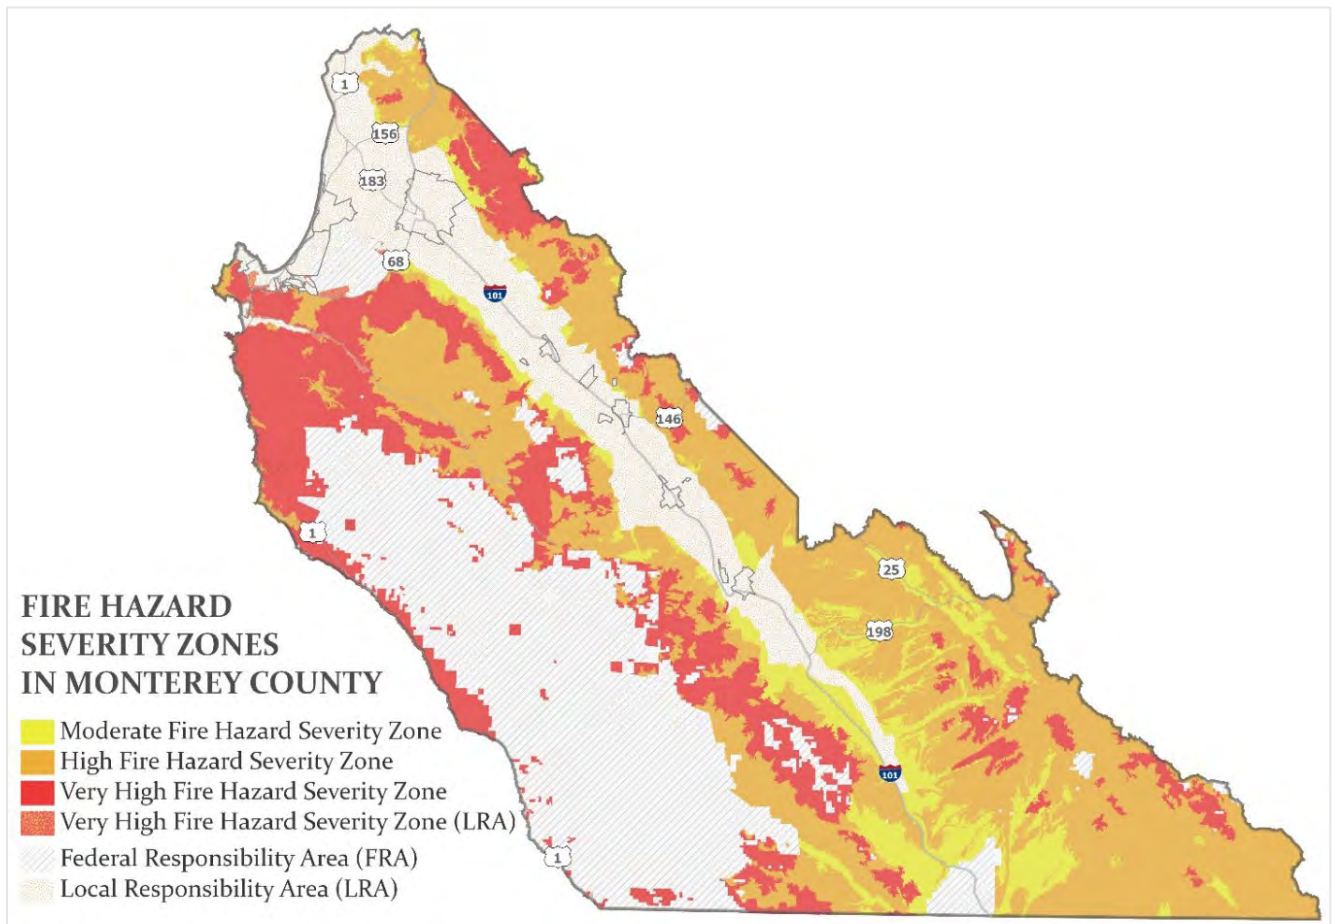 1
156
183
68
101
146
1
25
198
101
1
FIRE HAZARD
SEVERITY ZONES
IN MONTEREY COUNTY
Moderate Fire Hazard Severity Zone
High Fire Hazard Severity Zone
Very High Fire Hazard Severity Zone
Very High Fire Hazard Severity Zone (LRA)
Federal Responsibility Area (FRA)
Local Responsibility Area (LRA)